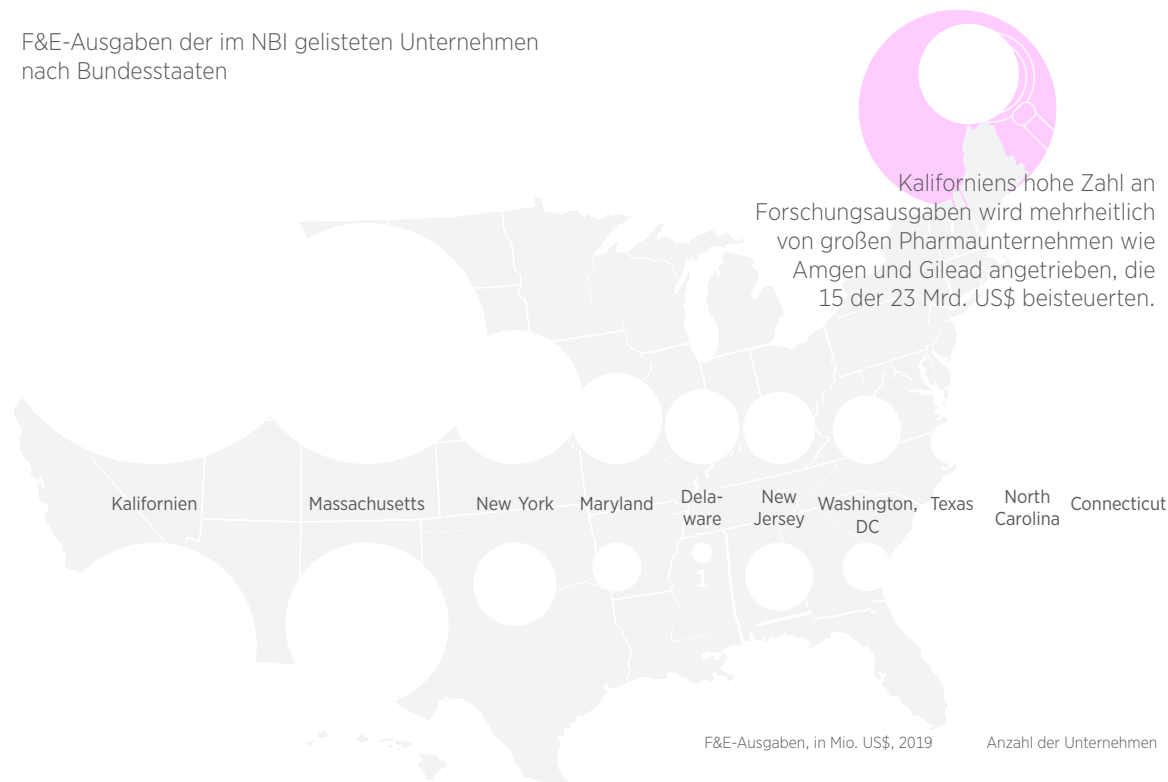 F&E-Ausgaben der im NBI gelisteten Unternehmen
nach Bundesstaaten
Kaliforniens hohe Zahl an
Forschungsausgaben wird mehrheitlich
von großen Pharmaunternehmen wie
Amgen und Gilead angetrieben, die
15 der 23 Mrd. US$ beisteuerten.
Kalifornien
Massachusetts
New York
Maryland
Dela-
ware
New
Jersey
Washington,
DC
Texas
North
Carolina
Connecticut
1
F&E-Ausgaben, in Mio. US$, 2019
Anzahl der Unternehmen